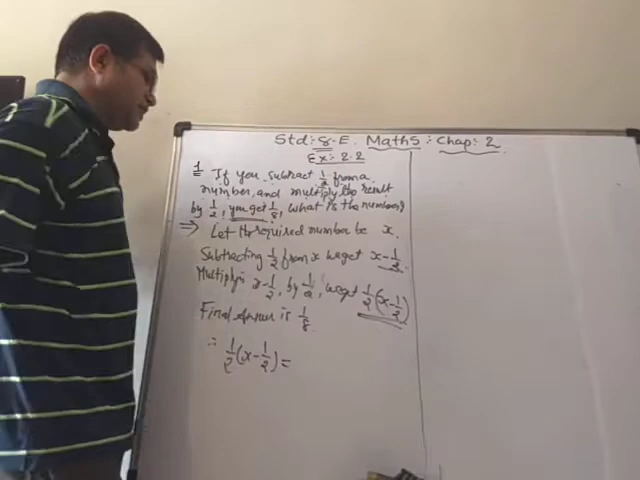 Std:- 8-E. Maths: Chap: 2
Ex:- 2.2
1 If you subtract 1/2 from a
number, and multiply the result
by 1/2, you get 1/8, what is the number?
⇒ Let the required number be x.
Subtracting 1/2 from x we get x - 1/2
Multiplying x - 1/2, by 1/2, we get 1/2(x - 1/2)
Final answer is 1/8
∴ 1/2(x - 1/2) =